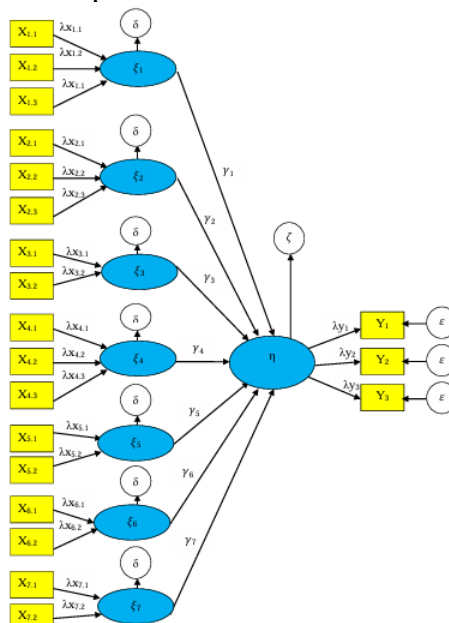 X1.1 λx1.1 δ
X1.2 λx1.2 ξ1
X1.3 λx1.1
γ1
X2.1 λx2.1 δ
X2.2 λx2.2 ξ2
X2.3 λx2.3
γ2
ζ
X3.1 λx3.1 δ
X3.2 λx3.2 ξ3
γ3
X4.1 λx4.1 δ
X4.2 λx4.2 ξ4
X4.3 λx4.3
γ4
η
λy1 Y1 ε
λy2 Y2 ε
λy3 Y3 ε
X5.1 λx5.1 δ
X5.2 λx5.2 ξ5
γ5
X6.1 λx6.1 δ
X6.2 λx6.2 ξ6
γ6
X7.1 λx7.1 δ
X7.2 λx7.2 ξ7
γ7